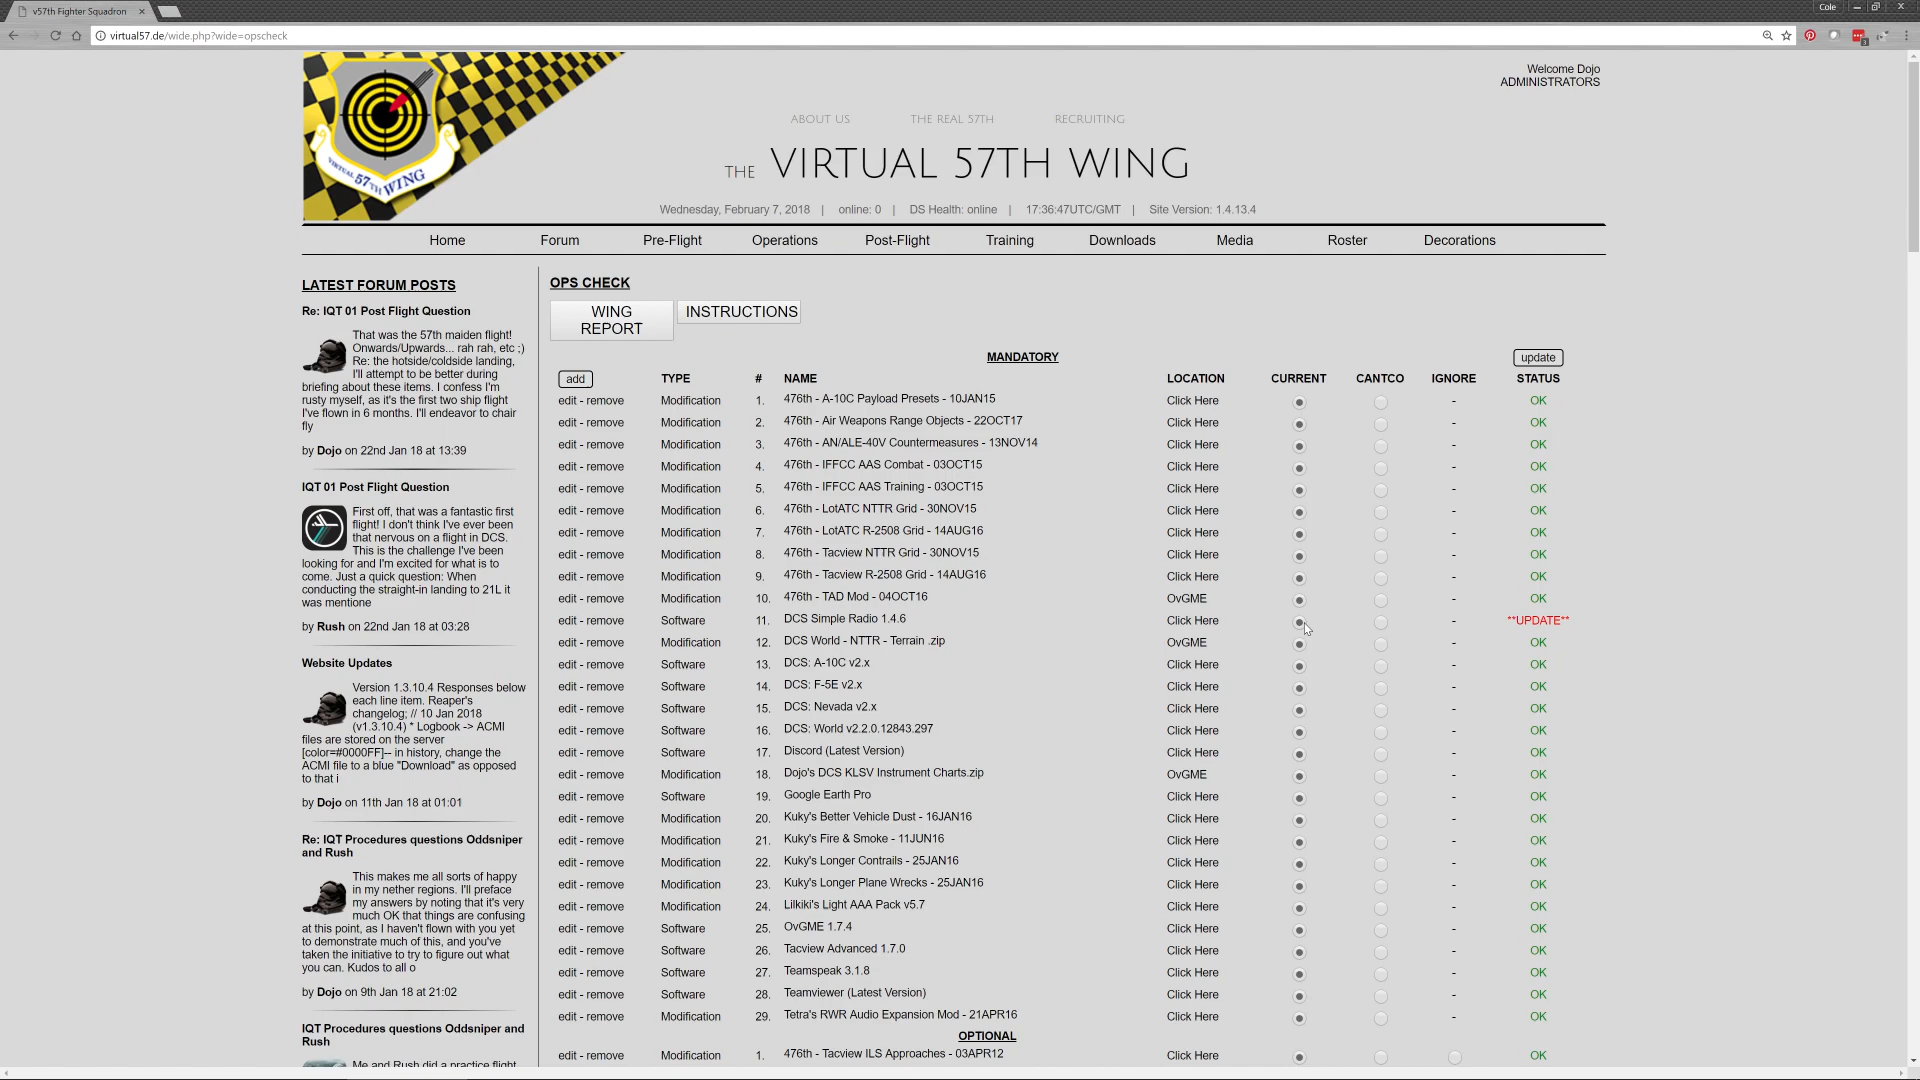 v57th Fighter Squadron
Cole
virtual57.de/wide.php?wide=opscheck
Welcome Dojo
ADMINISTRATORS
ABOUT US THE REAL 57TH RECRUITING
VIRTUAL 57TH WING
THE VIRTUAL 57TH WING
Wednesday, February 7, 2018 | online: 0 | DS Health: online | 17:36:47UTC/GMT | Site Version: 1.4.13.4
Home Forum Pre-Flight Operations Post-Flight Training Downloads Media Roster Decorations
LATEST FORUM POSTS
Re: IQT 01 Post Flight Question
That was the 57th maiden flight!
Onwards/Upwards... rah rah, etc ;)
Re: the hotside/coldside landing,
I'll attempt to be better during
briefing about these items. I confess I'm
rusty myself, as it's the first two ship flight
I've flown in 6 months. I'll endeavor to chair
fly
by Dojo on 22nd Jan 18 at 13:39
IQT 01 Post Flight Question
First off, that was a fantastic first
flight! I don't think I've ever been
that nervous on a flight in DCS.
This is the challenge I've been
looking for and I'm excited for what is to
come. Just a quick question: When
conducting the straight-in landing to 21L it
was mentione
by Rush on 22nd Jan 18 at 03:28
Website Updates
Version 1.3.10.4 Responses below
each line item. Reaper's
changelog; // 10 Jan 2018
(v1.3.10.4) * Logbook -> ACMI
files are stored on the server
[color=#0000FF]-- in history, change the
ACMI file to a blue "Download" as opposed
to that i
by Dojo on 11th Jan 18 at 01:01
Re: IQT Procedures questions Oddsniper
and Rush
This makes me all sorts of happy
in my nether regions. I'll preface
my answers by noting that it's very
much OK that things are confusing
at this point, as I haven't flown with you yet
to demonstrate much of this, and you've
taken the initiative to try to figure out what
you can. Kudos to all o
by Dojo on 9th Jan 18 at 21:02
IQT Procedures questions Oddsniper and
Rush
Me and Rush did a practice flight
OPS CHECK
WING
REPORT
INSTRUCTIONS
MANDATORY update
add TYPE # NAME LOCATION CURRENT CANTCO IGNORE STATUS
edit - remove Modification 1. 476th - A-10C Payload Presets - 10JAN15 Click Here - OK
edit - remove Modification 2. 476th - Air Weapons Range Objects - 22OCT17 Click Here - OK
edit - remove Modification 3. 476th - AN/ALE-40V Countermeasures - 13NOV14 Click Here - OK
edit - remove Modification 4. 476th - IFFCC AAS Combat - 03OCT15 Click Here - OK
edit - remove Modification 5. 476th - IFFCC AAS Training - 03OCT15 Click Here - OK
edit - remove Modification 6. 476th - LotATC NTTR Grid - 30NOV15 Click Here - OK
edit - remove Modification 7. 476th - LotATC R-2508 Grid - 14AUG16 Click Here - OK
edit - remove Modification 8. 476th - Tacview NTTR Grid - 30NOV15 Click Here - OK
edit - remove Modification 9. 476th - Tacview R-2508 Grid - 14AUG16 Click Here - OK
edit - remove Modification 10. 476th - TAD Mod - 04OCT16 OvGME - OK
edit - remove Software 11. DCS Simple Radio 1.4.6 Click Here - **UPDATE**
edit - remove Modification 12. DCS World - NTTR - Terrain .zip OvGME - OK
edit - remove Software 13. DCS: A-10C v2.x Click Here - OK
edit - remove Software 14. DCS: F-5E v2.x Click Here - OK
edit - remove Software 15. DCS: Nevada v2.x Click Here - OK
edit - remove Software 16. DCS: World v2.2.0.12843.297 Click Here - OK
edit - remove Software 17. Discord (Latest Version) Click Here - OK
edit - remove Modification 18. Dojo's DCS KLSV Instrument Charts.zip OvGME - OK
edit - remove Software 19. Google Earth Pro Click Here - OK
edit - remove Modification 20. Kuky's Better Vehicle Dust - 16JAN16 Click Here - OK
edit - remove Modification 21. Kuky's Fire & Smoke - 11JUN16 Click Here - OK
edit - remove Modification 22. Kuky's Longer Contrails - 25JAN16 Click Here - OK
edit - remove Modification 23. Kuky's Longer Plane Wrecks - 25JAN16 Click Here - OK
edit - remove Modification 24. Lilkiki's Light AAA Pack v5.7 Click Here - OK
edit - remove Software 25. OvGME 1.7.4 Click Here - OK
edit - remove Software 26. Tacview Advanced 1.7.0 Click Here - OK
edit - remove Software 27. Teamspeak 3.1.8 Click Here - OK
edit - remove Software 28. Teamviewer (Latest Version) Click Here - OK
edit - remove Modification 29. Tetra's RWR Audio Expansion Mod - 21APR16 Click Here - OK
OPTIONAL
edit - remove Modification 1. 476th - Tacview ILS Approaches - 03APR12 Click Here OK